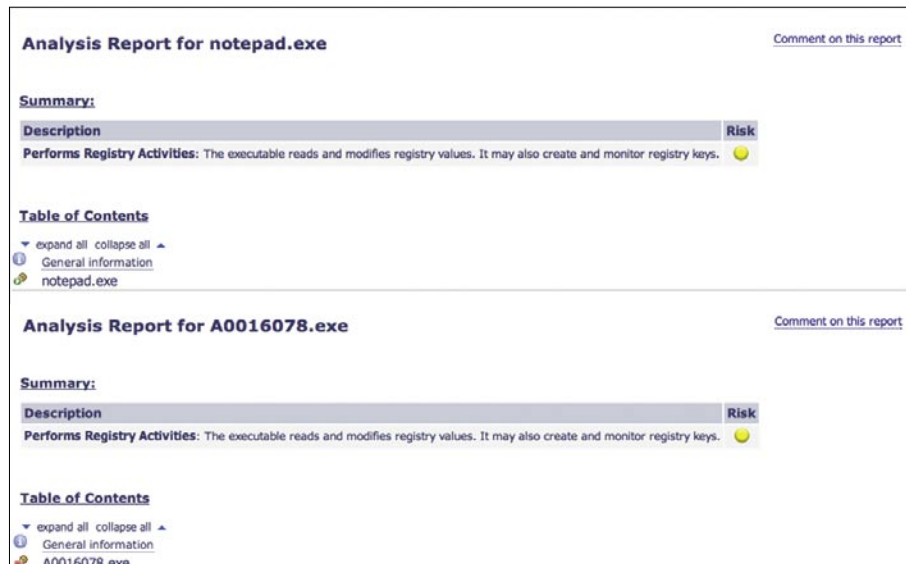 Analysis Report for notepad.exe
Comment on this report
Summary:
Description Risk
Performs Registry Activities: The executable reads and modifies registry values. It may also create and monitor registry keys.
Table of Contents
expand all collapse all
General information
notepad.exe
Analysis Report for A0016078.exe
Comment on this report
Summary:
Description Risk
Performs Registry Activities: The executable reads and modifies registry values. It may also create and monitor registry keys.
Table of Contents
expand all collapse all
General information
A0016078.exe